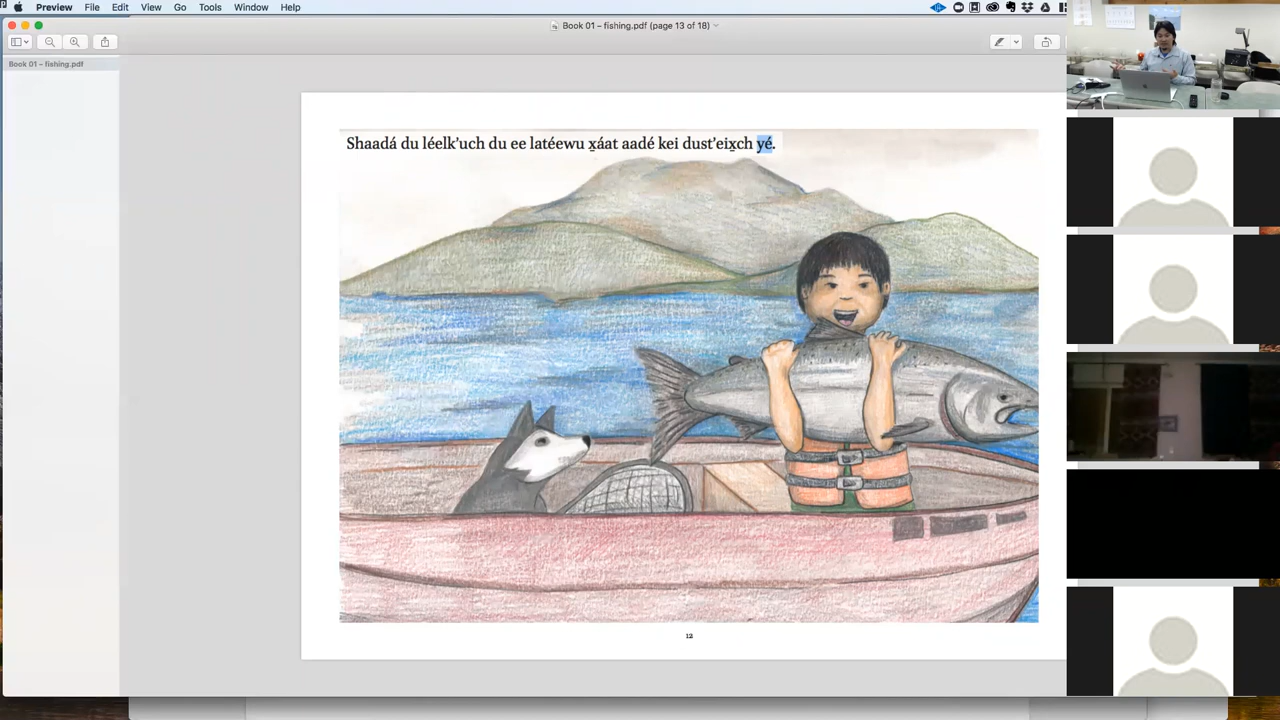 Preview File Edit View Go Tools Window Help
Book 01 – fishing.pdf (page 13 of 18)
Book 01 – fishing.pdf
Shaadá du léelk’uch du ee latéewu x̱áat aadé kei dust’eix̱ch yé.
12